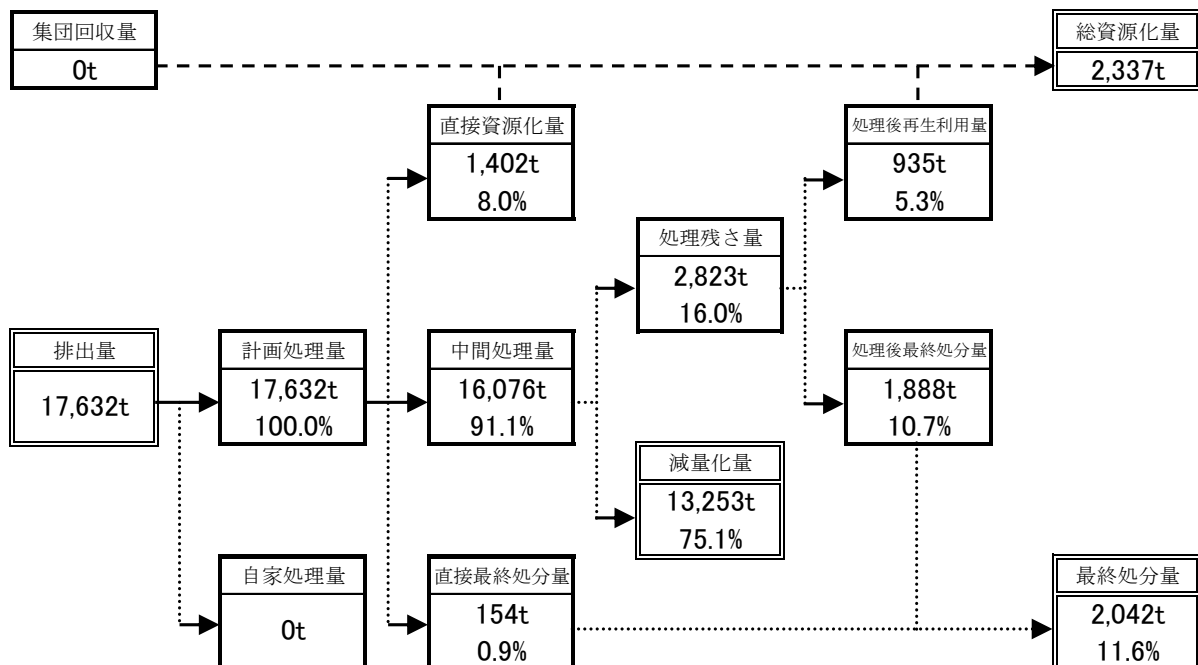 集団回収量
0t
総資源化量
2,337t
直接資源化量
1,402t
8.0%
処理後再生利用量
935t
5.3%
処理残さ量
2,823t
16.0%
排出量
17,632t
計画処理量
17,632t
100.0%
中間処理量
16,076t
91.1%
処理後最終処分量
1,888t
10.7%
減量化量
13,253t
75.1%
自家処理量
0t
直接最終処分量
154t
0.9%
最終処分量
2,042t
11.6%